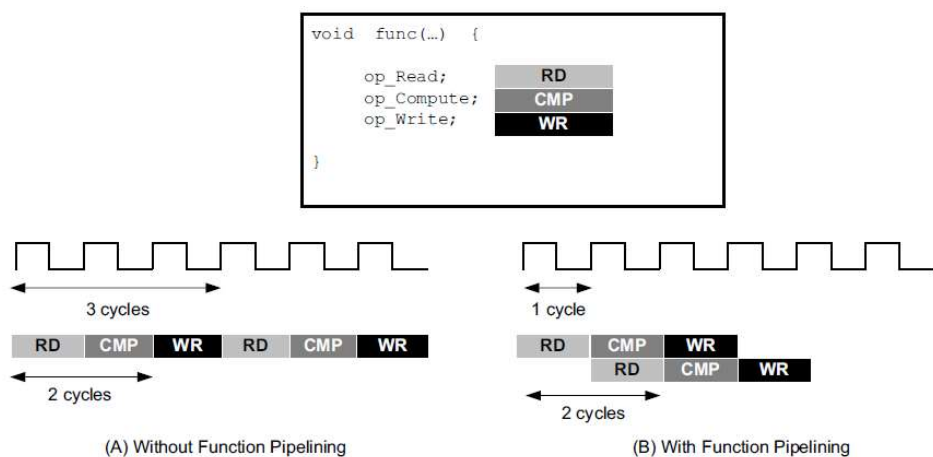 void func(…) {
op_Read; RD
op_Compute; CMP
op_Write; WR
}
3 cycles
RD CMP WR RD CMP WR
2 cycles
(A) Without Function Pipelining
1 cycle
RD CMP WR
RD CMP WR
2 cycles
(B) With Function Pipelining